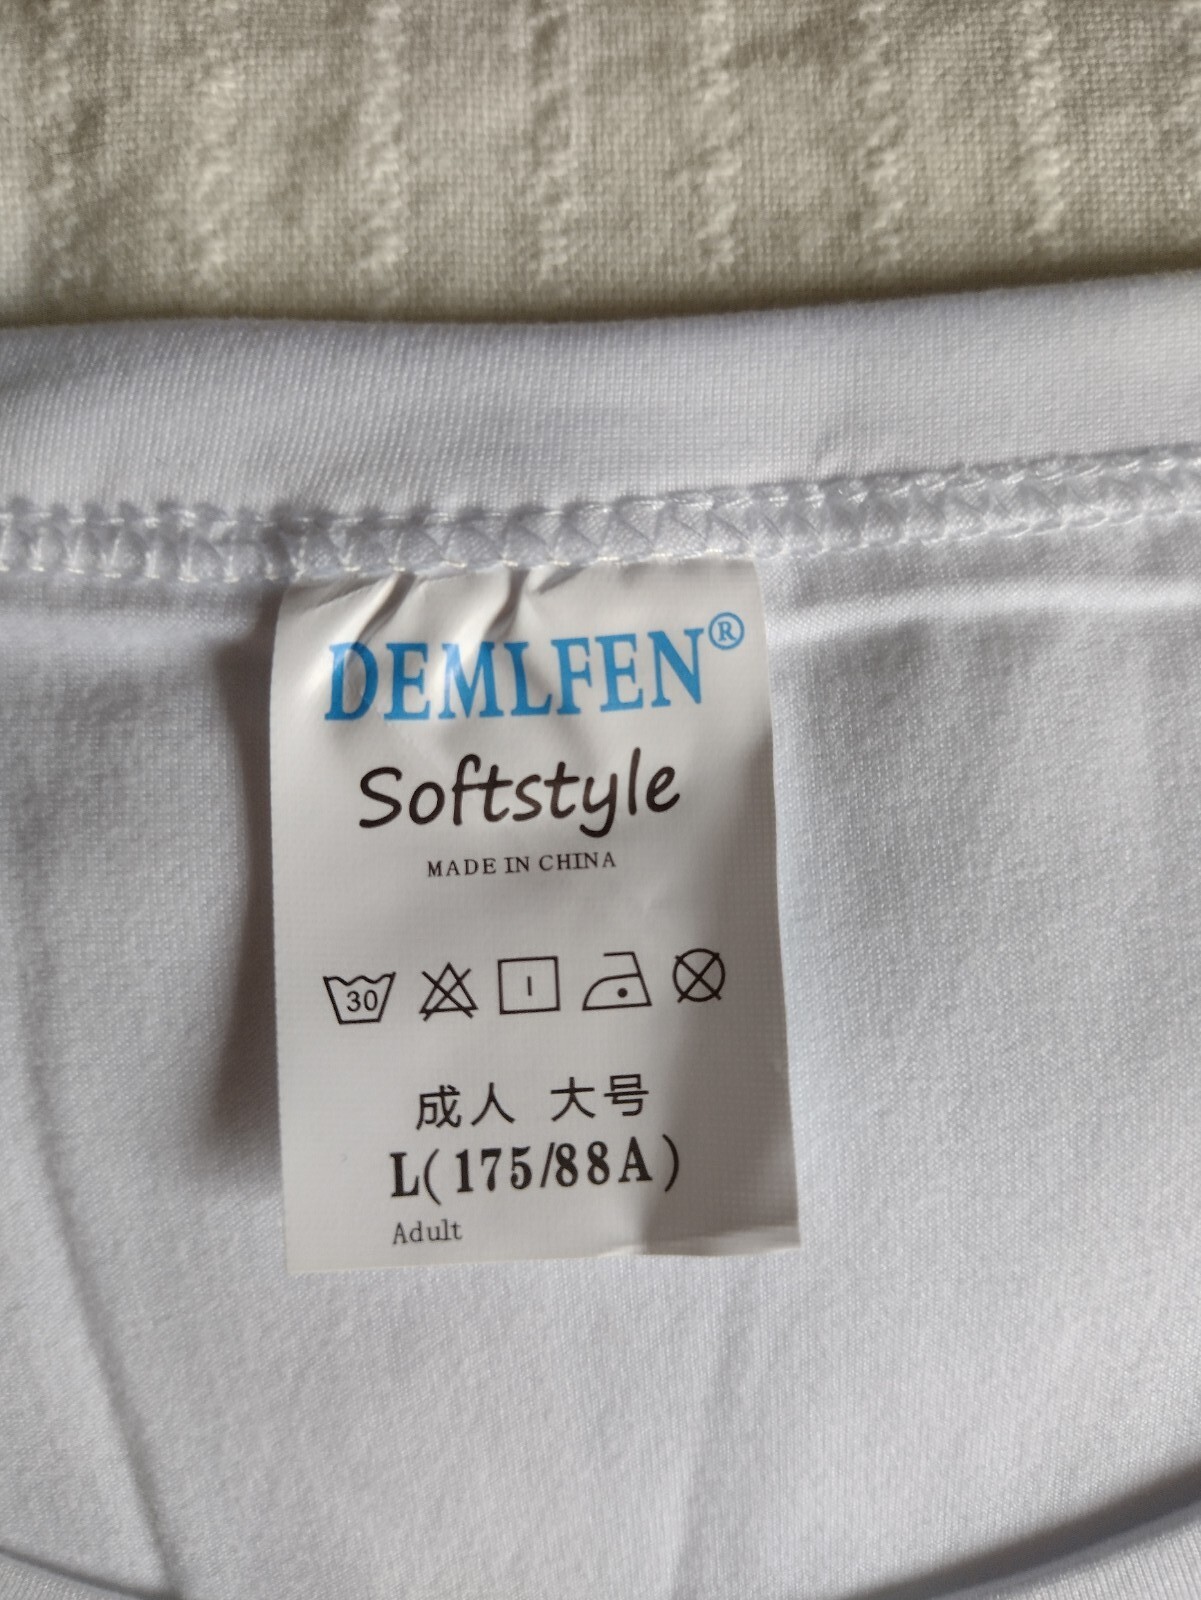 DEMLFEN®
Softstyle
MADE IN CHINA
30
成人 大号
L(175/88A)
Adult